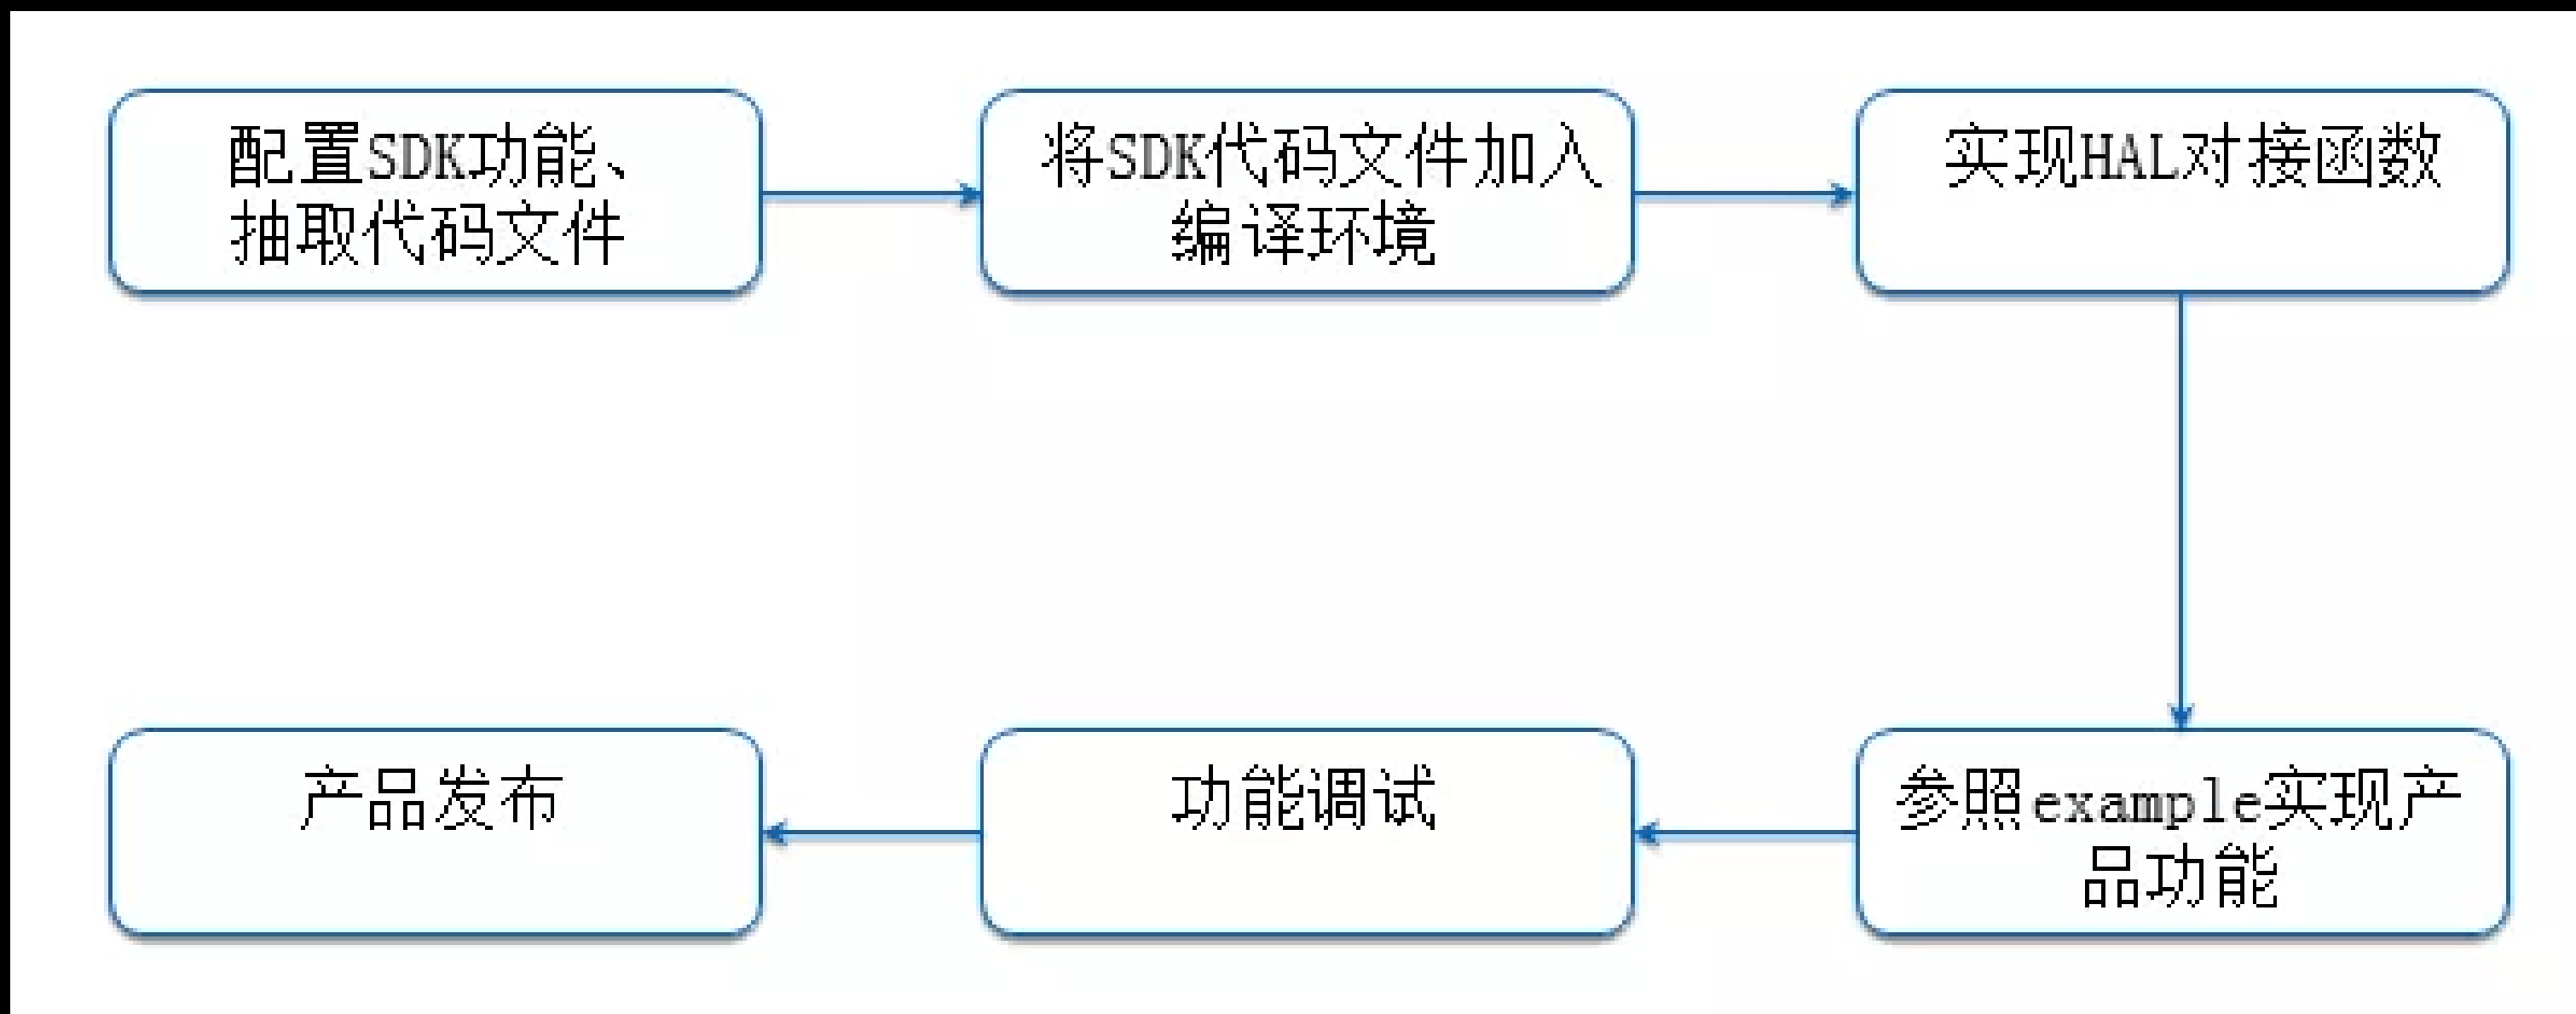 配置SDK功能、
抽取代码文件
将SDK代码文件加入
编译环境
实现HAL对接函数
参照example实现产
品功能
功能调试
产品发布